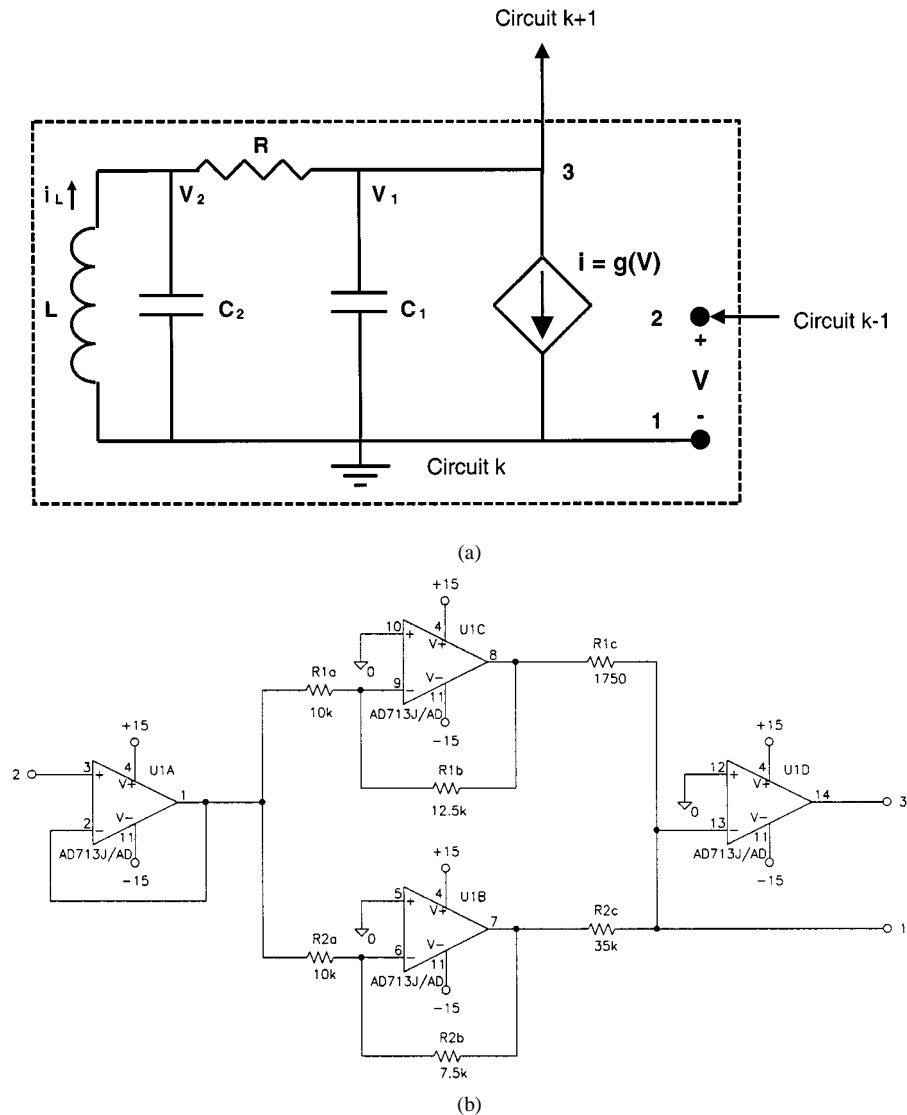 Circuit k+1
R
3
i L
V 2
V 1
i = g(V)
L
C 2
C 1
2
Circuit k-1
+
V
-
1
Circuit k
(a)
+15
10
4
U1C
+
V+
0
8
R1c
1750
R1a
10k
9
-
V-
11
AD713J/AD
-15
R1b
12.5k
+15
2
3
4
U1A
+
V+
1
2
-
V-
11
AD713J/AD
-15
+15
12
4
U1D
+
V+
0
14
3
13
-
V-
11
AD713J/AD
-15
+15
5
4
U1B
+
V+
0
7
R2c
35k
1
R2a
10k
6
-
V-
11
AD713J/AD
-15
R2b
7.5k
(b)